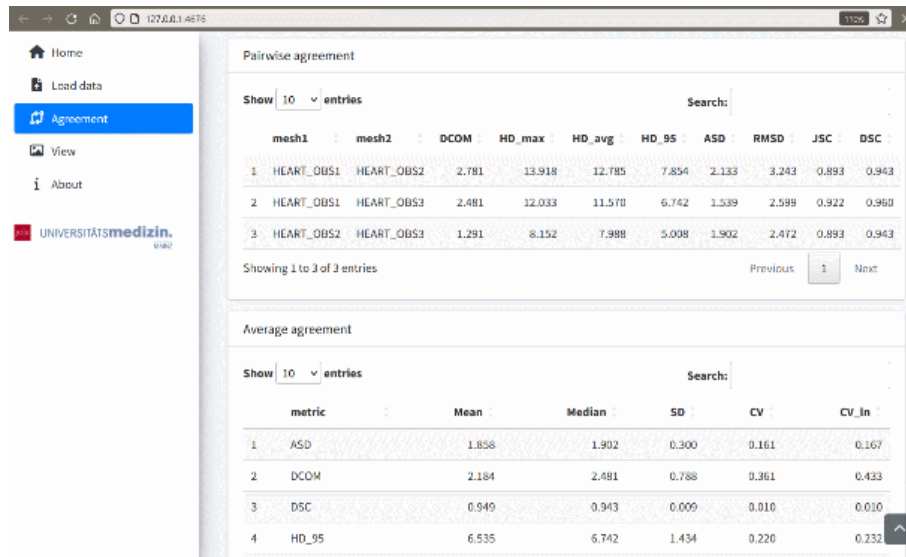 127.0.0.1:4676 110%
Home
Load data
Agreement
View
About
UNIVERSITÄTSmedizin.
MAINZ
Pairwise agreement
Show 10 entries Search:
mesh1 mesh2 DCOM HD_max HD_avg HD_95 ASD RMSD JSC DSC
1 HEART_OBS1 HEART_OBS2 2.781 13.918 12.785 7.854 2.133 3.243 0.893 0.943
2 HEART_OBS1 HEART_OBS3 2.481 12.033 11.570 6.742 1.539 2.599 0.922 0.960
3 HEART_OBS2 HEART_OBS3 1.291 8.152 7.988 5.008 1.902 2.472 0.893 0.943
Showing 1 to 3 of 3 entries Previous 1 Next
Average agreement
Show 10 entries Search:
metric Mean Median SD CV CV_ln
1 ASD 1.858 1.902 0.300 0.161 0.167
2 DCOM 2.184 2.481 0.788 0.361 0.433
3 DSC 0.949 0.943 0.009 0.010 0.010
4 HD_95 6.535 6.742 1.434 0.220 0.232